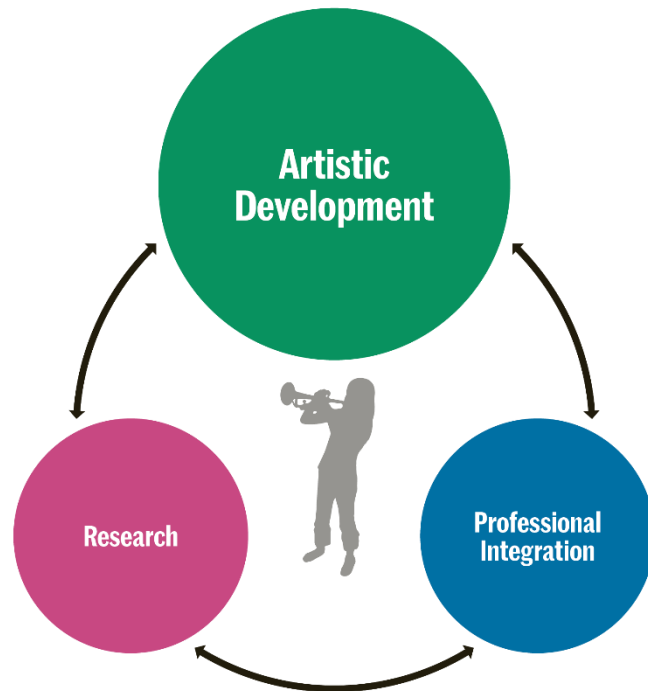 Artistic
Development
Research
Professional
Integration